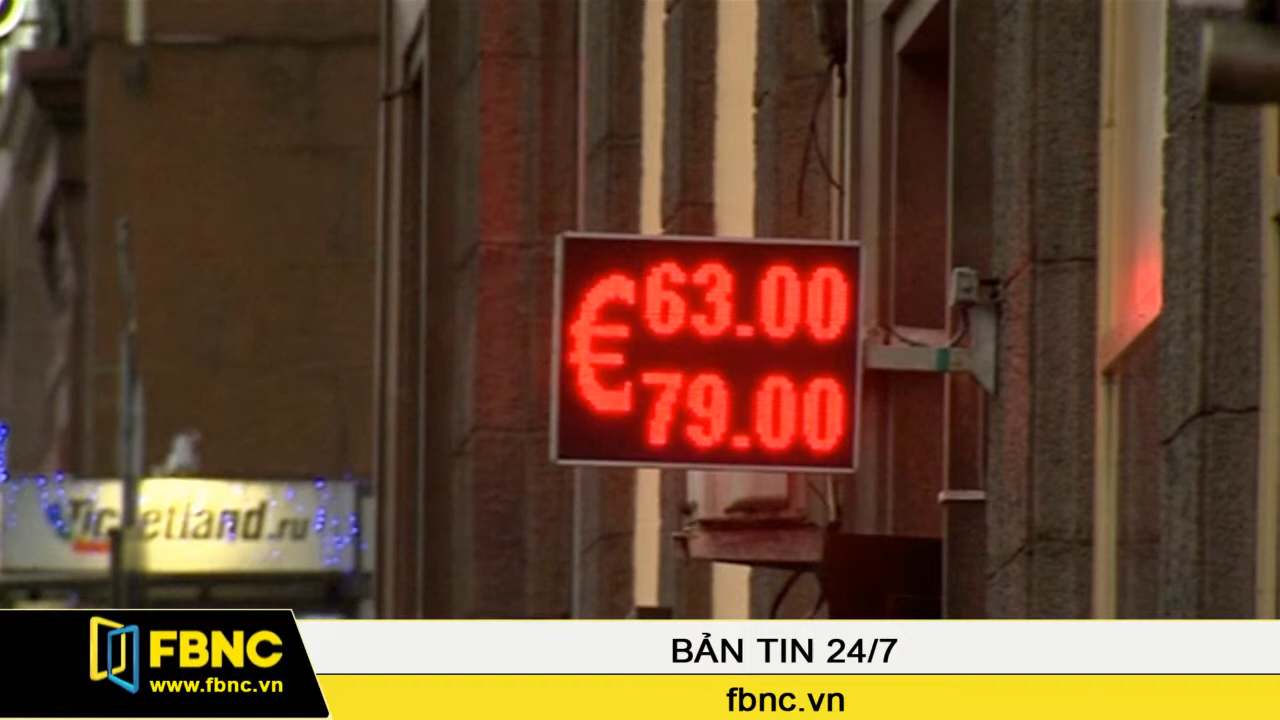 € 63.00
79.00
Ticketland.ru
FBNC
www.fbnc.vn
BẢN TIN 24/7
fbnc.vn